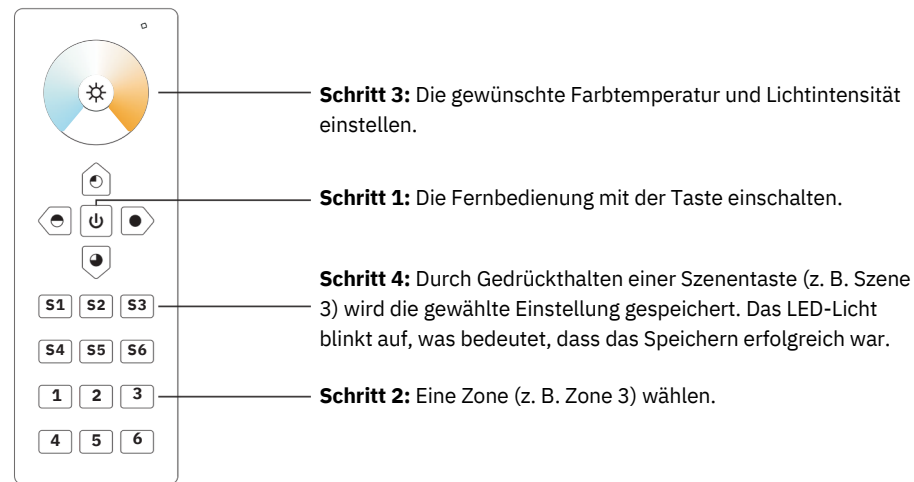 Schritt 3: Die gewünschte Farbtemperatur und Lichtintensität
einstellen.
Schritt 1: Die Fernbedienung mit der Taste einschalten.
Schritt 4: Durch Gedrückthalten einer Szenentaste (z. B. Szene
3) wird die gewählte Einstellung gespeichert. Das LED-Licht
blinkt auf, was bedeutet, dass das Speichern erfolgreich war.
S1 S2 S3
S4 S5 S6
1 2 3
Schritt 2: Eine Zone (z. B. Zone 3) wählen.
4 5 6